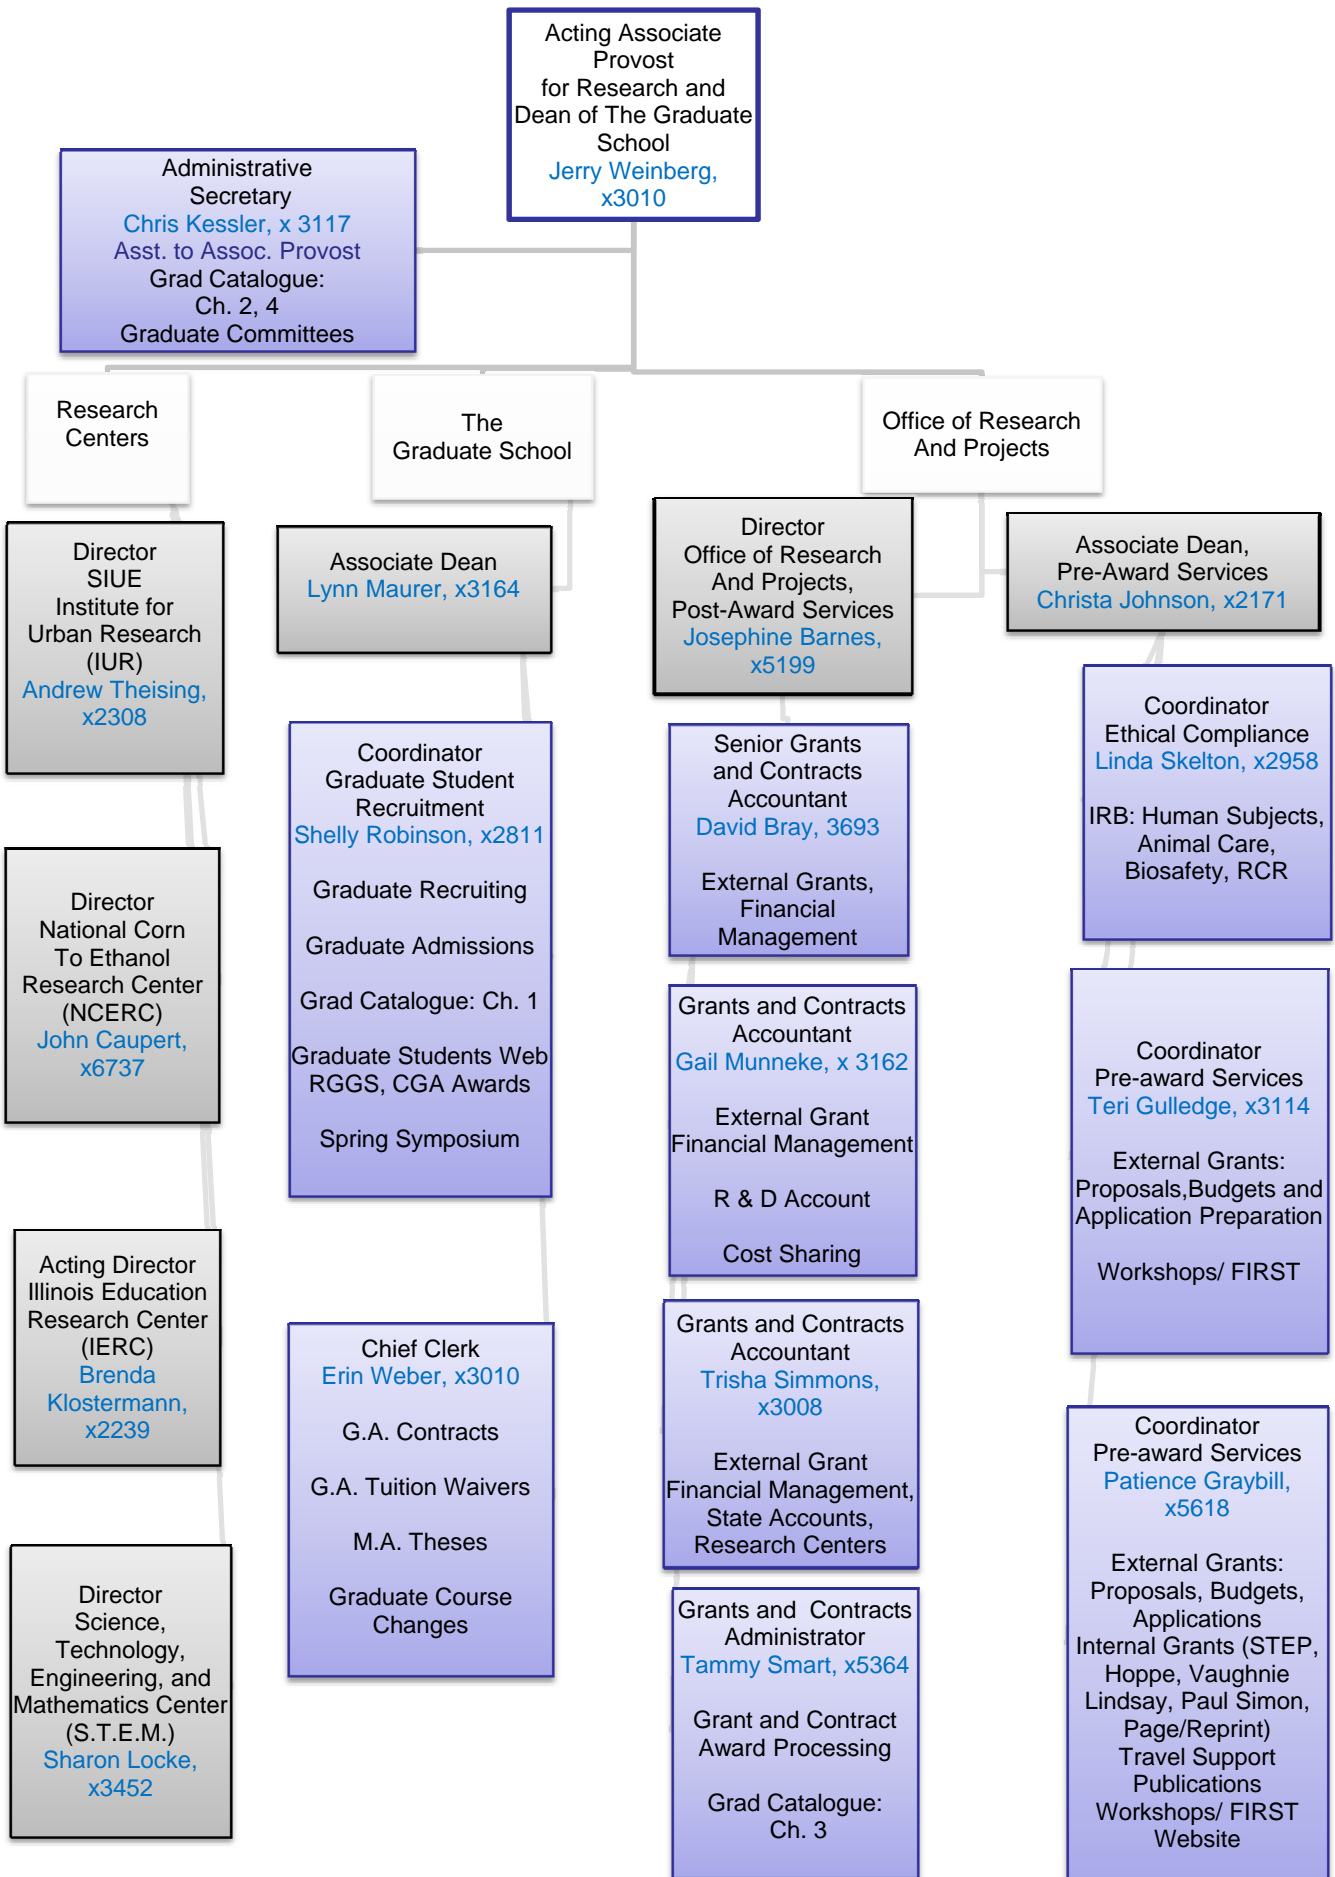 Acting Associate
Provost
for Research and
Dean of The Graduate
School
Jerry Weinberg,
x3010
Administrative
Secretary
Chris Kessler, x 3117
Asst. to Assoc. Provost
Grad Catalogue:
Ch. 2, 4
Graduate Committees
Research
Centers
The
Graduate School
Office of Research
And Projects
Director
SIUE
Institute for
Urban Research
(IUR)
Andrew Theising,
x2308
Director
National Corn
To Ethanol
Research Center
(NCERC)
John Caupert,
x6737
Acting Director
Illinois Education
Research Center
(IERC)
Brenda
Klostermann,
x2239
Director
Science,
Technology,
Engineering, and
Mathematics Center
(S.T.E.M.)
Sharon Locke,
x3452
Associate Dean
Lynn Maurer, x3164
Coordinator
Graduate Student
Recruitment
Shelly Robinson, x2811
Graduate Recruiting
Graduate Admissions
Grad Catalogue: Ch. 1
Graduate Students Web
RGGS, CGA Awards
Spring Symposium
Chief Clerk
Erin Weber, x3010
G.A. Contracts
G.A. Tuition Waivers
M.A. Theses
Graduate Course
Changes
Director
Office of Research
And Projects,
Post-Award Services
Josephine Barnes,
x5199
Senior Grants
and Contracts
Accountant
David Bray, 3693
External Grants,
Financial
Management
Grants and Contracts
Accountant
Gail Munneke, x 3162
External Grant
Financial Management
R & D Account
Cost Sharing
Grants and Contracts
Accountant
Trisha Simmons,
x3008
External Grant
Financial Management,
State Accounts,
Research Centers
Grants and Contracts
Administrator
Tammy Smart, x5364
Grant and Contract
Award Processing
Grad Catalogue:
Ch. 3
Associate Dean,
Pre-Award Services
Christa Johnson, x2171
Coordinator
Ethical Compliance
Linda Skelton, x2958
IRB: Human Subjects,
Animal Care,
Biosafety, RCR
Coordinator
Pre-award Services
Teri Gulledge, x3114
External Grants:
Proposals,Budgets and
Application Preparation
Workshops/ FIRST
Coordinator
Pre-award Services
Patience Graybill,
x5618
External Grants:
Proposals, Budgets,
Applications
Internal Grants (STEP,
Hoppe, Vaughnie
Lindsay, Paul Simon,
Page/Reprint)
Travel Support
Publications
Workshops/ FIRST
Website